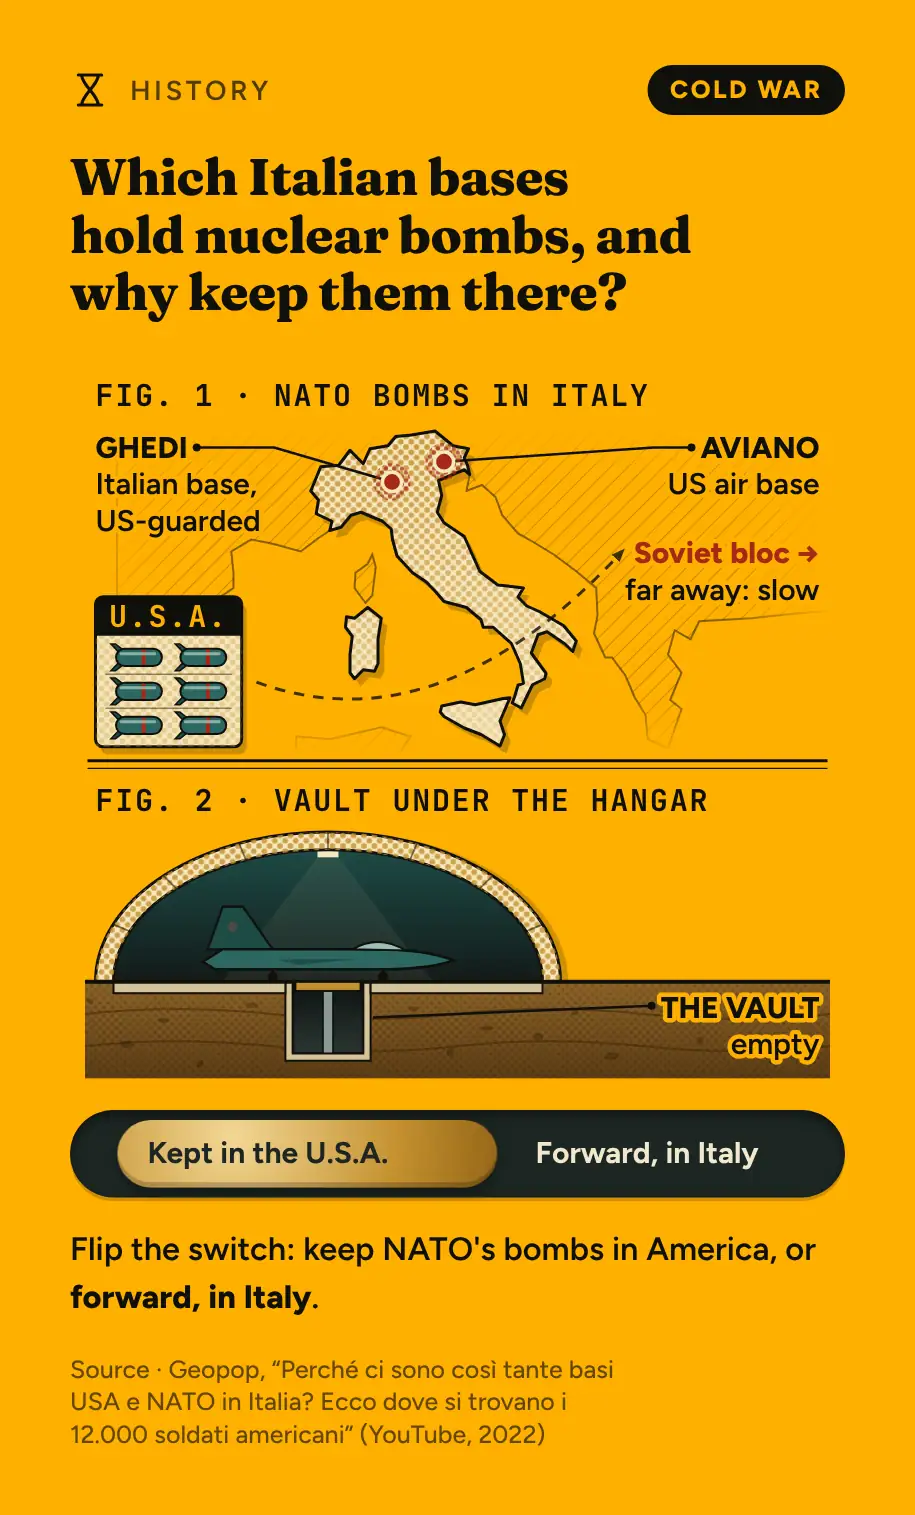 HISTORY
COLD WAR
Which Italian bases
hold nuclear bombs, and
why keep them there?
FIG. 1 · NATO BOMBS IN ITALY
GHEDI
Italian base,
US-guarded
AVIANO
US air base
Soviet bloc →
far away: slow
U.S.A.
FIG. 2 · VAULT UNDER THE HANGAR
THE VAULT
empty
Kept in the U.S.A.
Forward, in Italy
Flip the switch: keep NATO's bombs in America, or
forward, in Italy.
Source · Geopop, “Perché ci sono così tante basi
USA e NATO in Italia? Ecco dove si trovano i
12.000 soldati americani” (YouTube, 2022)